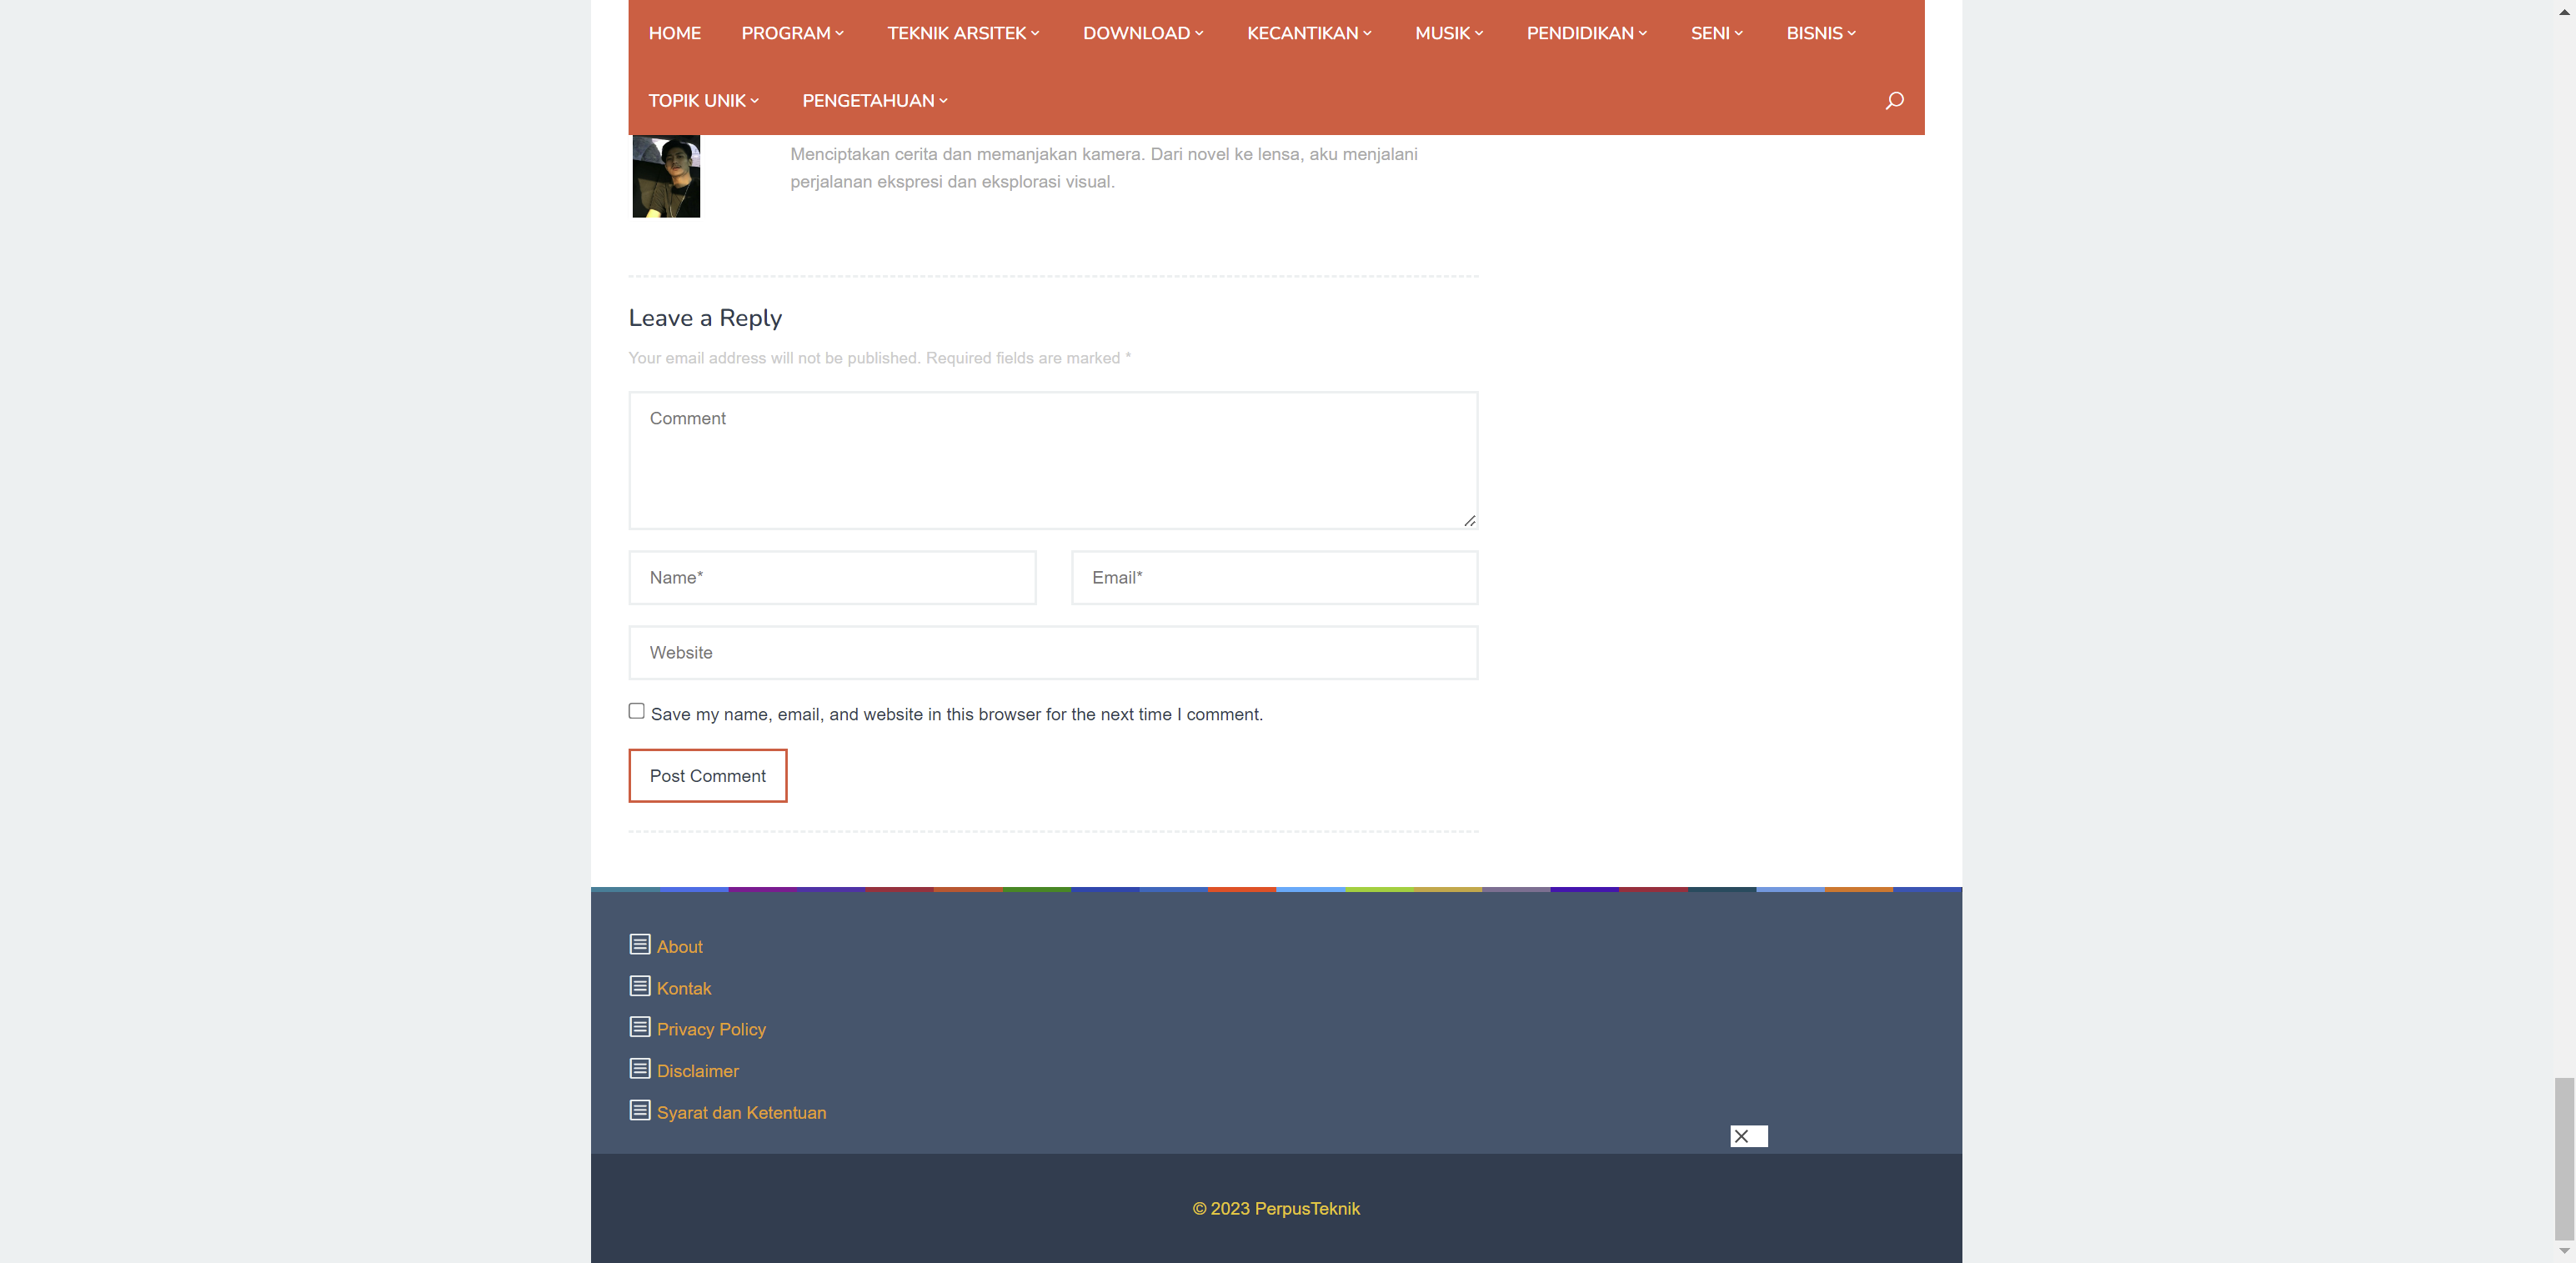 HOME PROGRAM TEKNIK ARSITEK DOWNLOAD KECANTIKAN MUSIK PENDIDIKAN SENI BISNIS
TOPIK UNIK PENGETAHUAN
Menciptakan cerita dan memanjakan kamera. Dari novel ke lensa, aku menjalani
perjalanan ekspresi dan eksplorasi visual.
Leave a Reply
Your email address will not be published. Required fields are marked *
Comment
Name* Email*
Website
Save my name, email, and website in this browser for the next time I comment.
Post Comment
About
Kontak
Privacy Policy
Disclaimer
Syarat dan Ketentuan
© 2023 PerpusTeknik